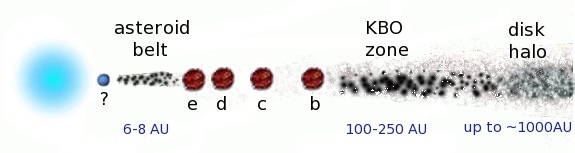 asteroid
belt
KBO
zone
disk
halo
?
e
d
c
b
6-8 AU
100-250 AU
up to ~1000AU